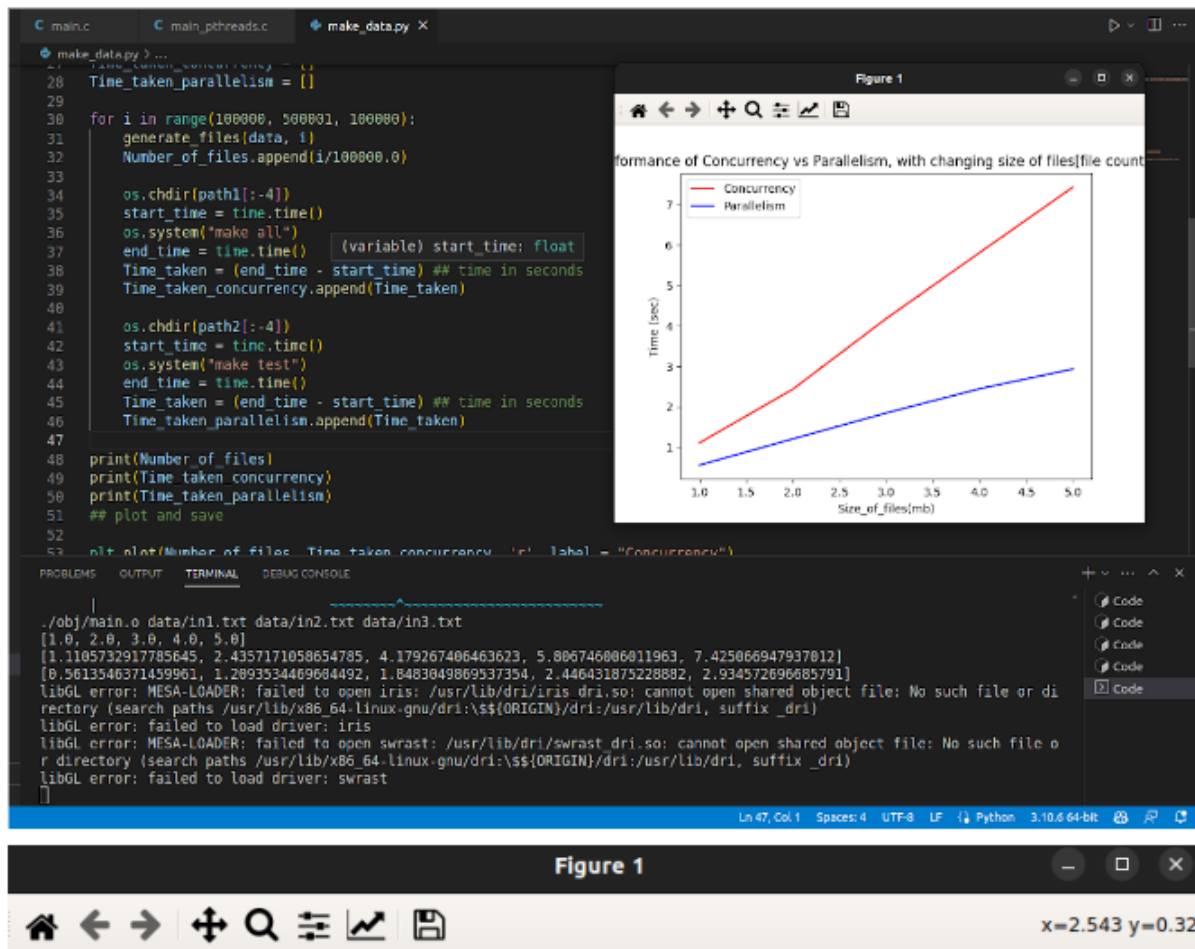 main.c main_pthreads.c make_data.py
make_data.py > ...
27 Time_taken_concurrency = []
28 Time_taken_parallelism = []
29
30 for i in range(100000, 500001, 100000):
31 generate_files(data, i)
32 Number_of_files.append(i/100000.0)
33
34 os.chdir(path1[:-4])
35 start_time = time.time()
36 os.system("make all")
37 end_time = time.time()
(variable) start_time: float
38 Time_taken = (end_time - start_time) ## time in seconds
39 Time_taken_concurrency.append(Time_taken)
40
41 os.chdir(path2[:-4])
42 start_time = time.time()
43 os.system("make test")
44 end_time = time.time()
45 Time_taken = (end_time - start_time) ## time in seconds
46 Time_taken_parallelism.append(Time_taken)
47
48 print(Number_of_files)
49 print(Time_taken_concurrency)
50 print(Time_taken_parallelism)
51 ## plot and save
52
53 plt.plot(Number_of_files, Time_taken_concurrency, 'r', label = "Concurrency")
Figure 1
formance of Concurrency vs Parallelism, with changing size of files[file count
Concurrency
Parallelism
7
6
5
4
3
2
1
Time (sec)
1.0 1.5 2.0 2.5 3.0 3.5 4.0 4.5 5.0
Size_of_files(mb)
PROBLEMS OUTPUT TERMINAL DEBUG CONSOLE
./obj/main.o data/in1.txt data/in2.txt data/in3.txt
[1.0, 2.0, 3.0, 4.0, 5.0]
[1.1105732917785645, 2.4357171058654785, 4.179267406463623, 5.806746006011963, 7.425066947937012]
[0.5613546371459961, 1.2093534469604492, 1.8483049869537354, 2.446431875228882, 2.934572696685791]
libGL error: MESA-LOADER: failed to open iris: /usr/lib/dri/iris_dri.so: cannot open shared object file: No such file or di
rectory (search paths /usr/lib/x86_64-linux-gnu/dri:\$${ORIGIN}/dri:/usr/lib/dri, suffix _dri)
libGL error: failed to load driver: iris
libGL error: MESA-LOADER: failed to open swrast: /usr/lib/dri/swrast_dri.so: cannot open shared object file: No such file o
r directory (search paths /usr/lib/x86_64-linux-gnu/dri:\$${ORIGIN}/dri:/usr/lib/dri, suffix _dri)
libGL error: failed to load driver: swrast
Code
Code
Code
Code
Code
Ln 47, Col 1 Spaces: 4 UTF-8 LF Python 3.10.6 64-bit
Figure 1
x=2.543 y=0.32